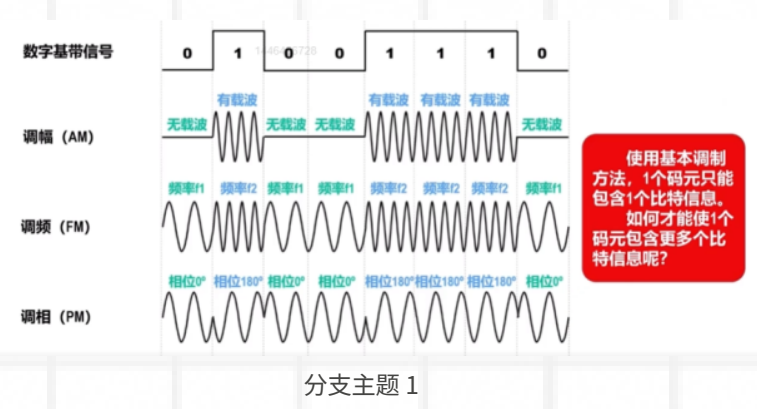 数字基带信号 0 1 0 0 1 1 1 0
有载波 有载波 有载波 有载波
无载波 无载波 无载波 无载波
调幅（AM）
频率f1 频率f2 频率f1 频率f1 频率f2 频率f2 频率f2 频率f1
调频（FM）
相位0° 相位180° 相位0° 相位0° 相位180° 相位180° 相位180° 相位0°
调相（PM）
使用基本调制
方法，1个码元只能
包含1个比特信息。
如何才能使1个
码元包含更多个比
特信息呢？
分支主题 1